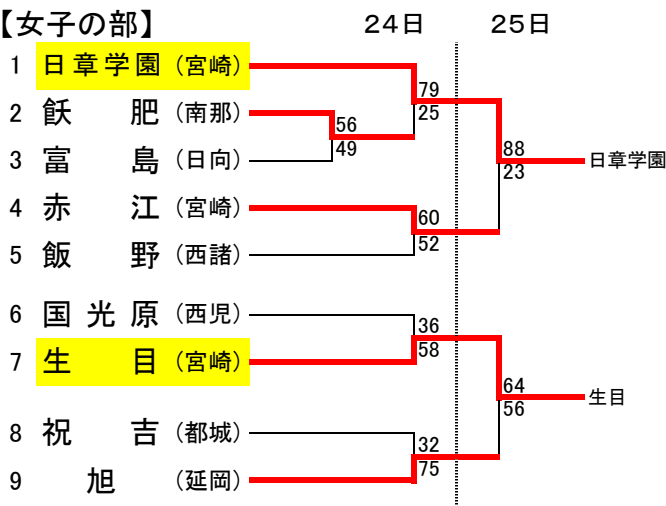 【女子の部】 24日 25日
1 日章学園 (宮崎)
79
25
2 飫肥 (南那)
56
49
3 富島 (日向)
88
23
日章学園
4 赤江 (宮崎)
60
52
5 飯野 (西諸)
6 国光原 (西児)
36
58
7 生目 (宮崎)
64
56
生目
8 祝吉 (都城)
32
75
9 旭 (延岡)